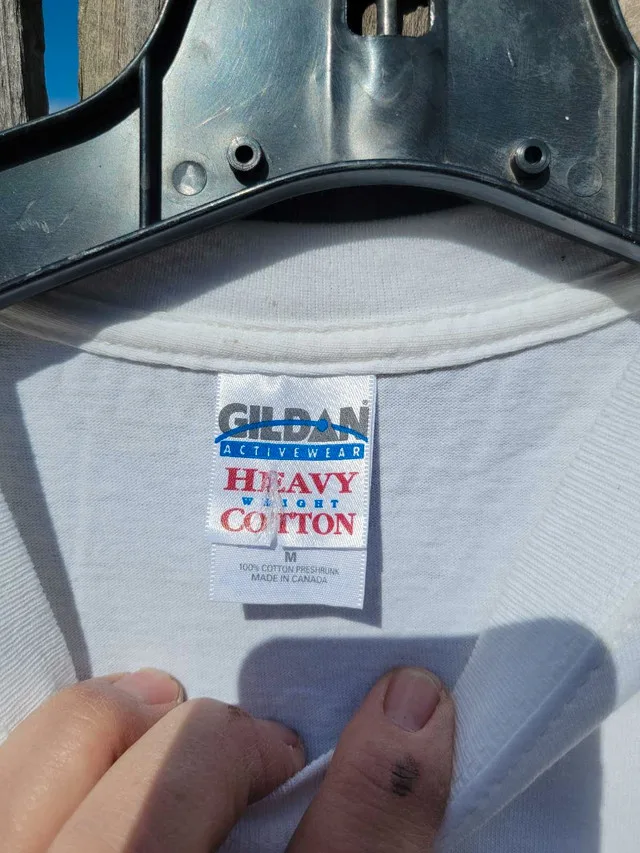 GILDAN®
ACTIVEWEAR
HEAVY
WEIGHT
COTTON
M
100% COTTON PRESHRUNK
MADE IN CANADA